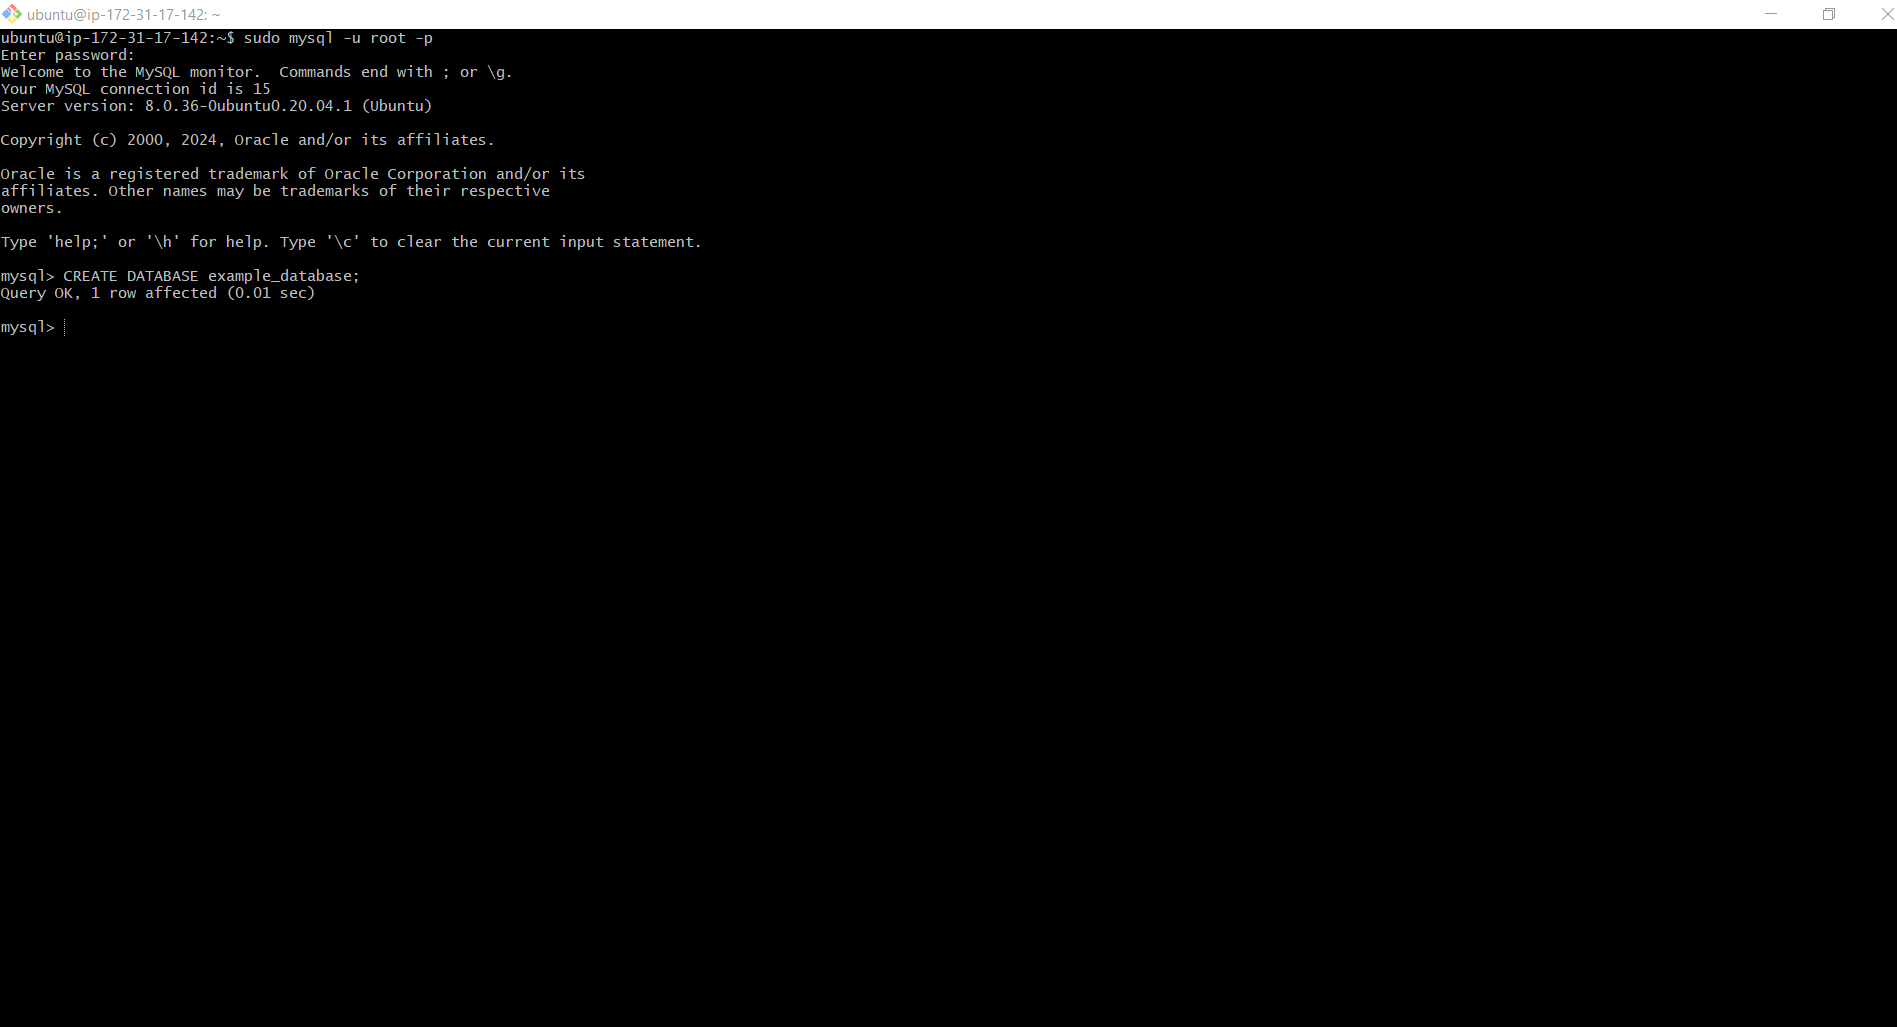 ubuntu@ip-172-31-17-142: ~
ubuntu@ip-172-31-17-142:~$ sudo mysql -u root -p
Enter password:
Welcome to the MySQL monitor.  Commands end with ; or \g.
Your MySQL connection id is 15
Server version: 8.0.36-0ubuntu0.20.04.1 (Ubuntu)
Copyright (c) 2000, 2024, Oracle and/or its affiliates.
Oracle is a registered trademark of Oracle Corporation and/or its
affiliates. Other names may be trademarks of their respective
owners.
Type 'help;' or '\h' for help. Type '\c' to clear the current input statement.
mysql> CREATE DATABASE example_database;
Query OK, 1 row affected (0.01 sec)
mysql>